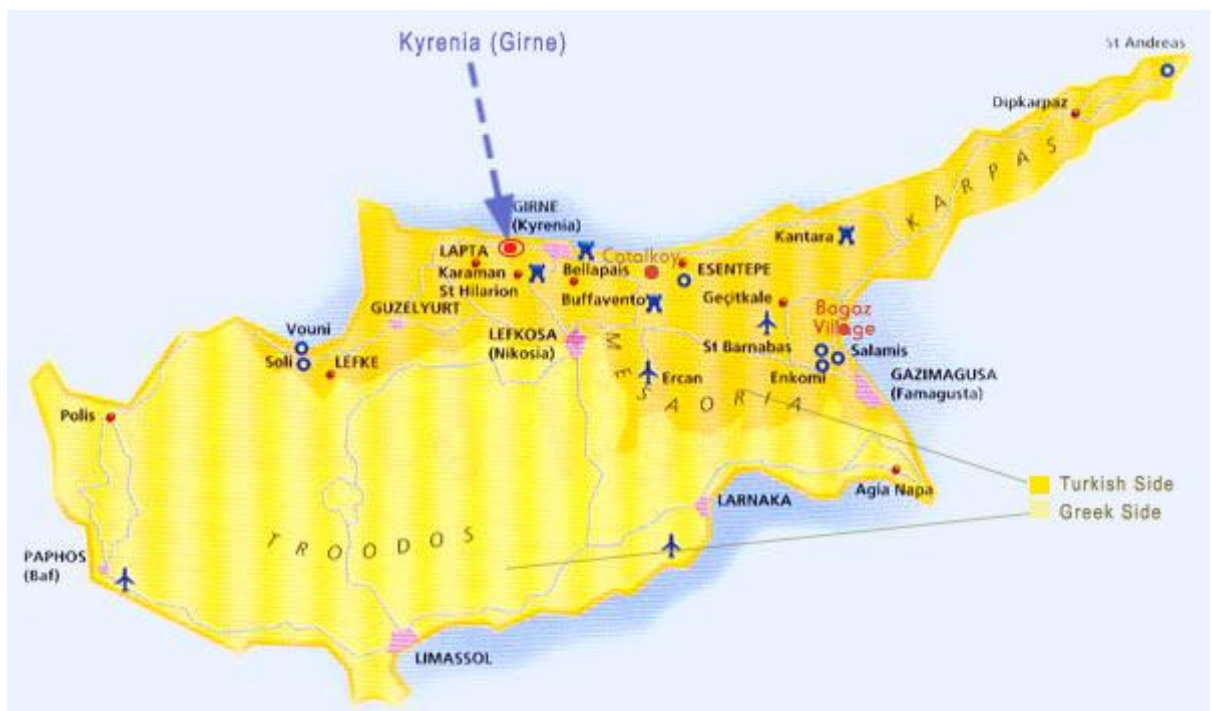 Kyrenia (Girne)
St Andreas
Dipkarpaz
KARPAS
GIRNE
(Kyrenia)
Kantara
LAPTA
Catalkoy
Karaman
Bellapais
ESENTEPE
St Hilarion
Buffavento
Geçitkale
GUZELYURT
Bogaz
Village
Vouni
LEFKOSA
(Nikosia)
St Barnabas
Salamis
Soli
LEFKE
Ercan
Enkomi
GAZIMAGUSA
(Famagusta)
MESAORIA
Polis
Turkish Side
Agia Napa
LARNAKA
Greek Side
TROODOS
PAPHOS
(Baf)
LIMASSOL